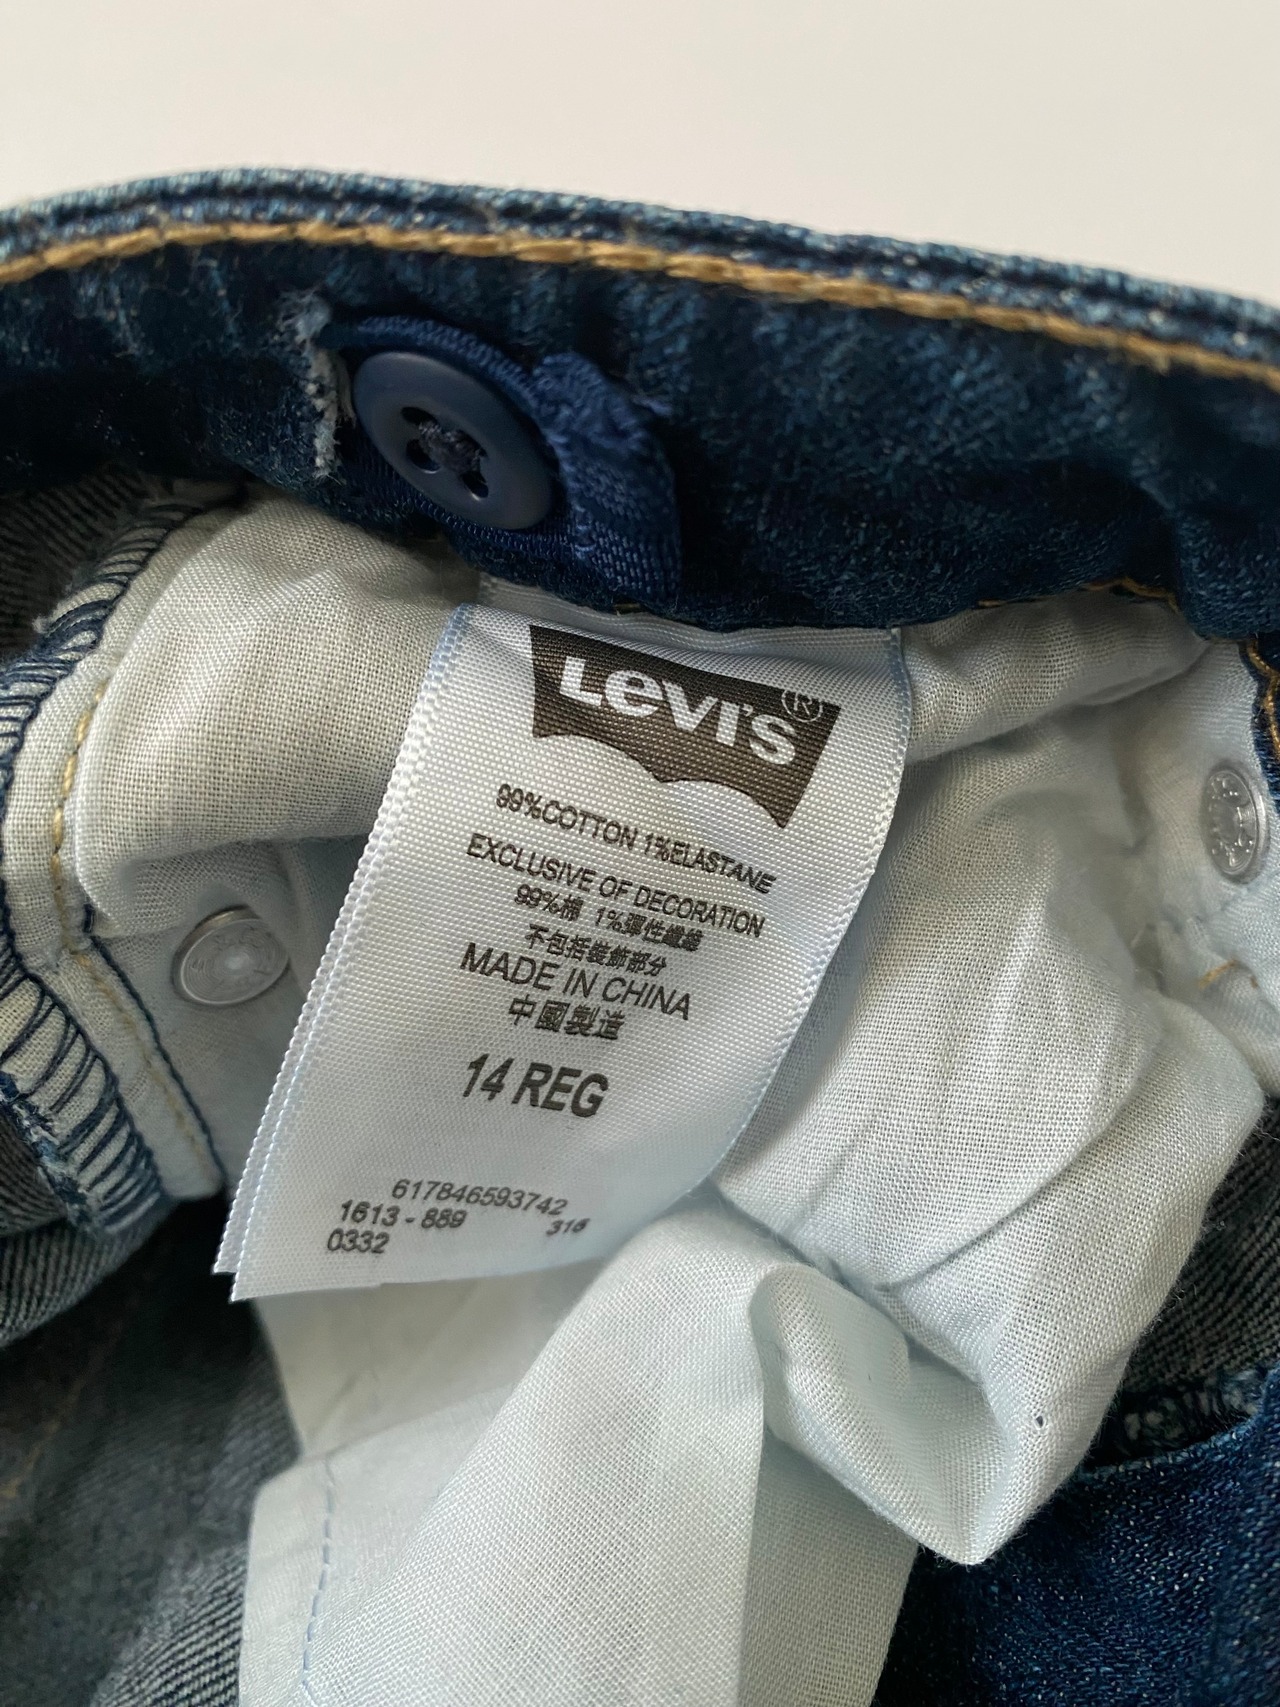 Levi's®
99%COTTON 1%ELASTANE
EXCLUSIVE OF DECORATION
99%棉 1%彈性纖維
不包括裝飾部分
MADE IN CHINA
中國製造
14 REG
617846593742
1613 - 889 316
0332